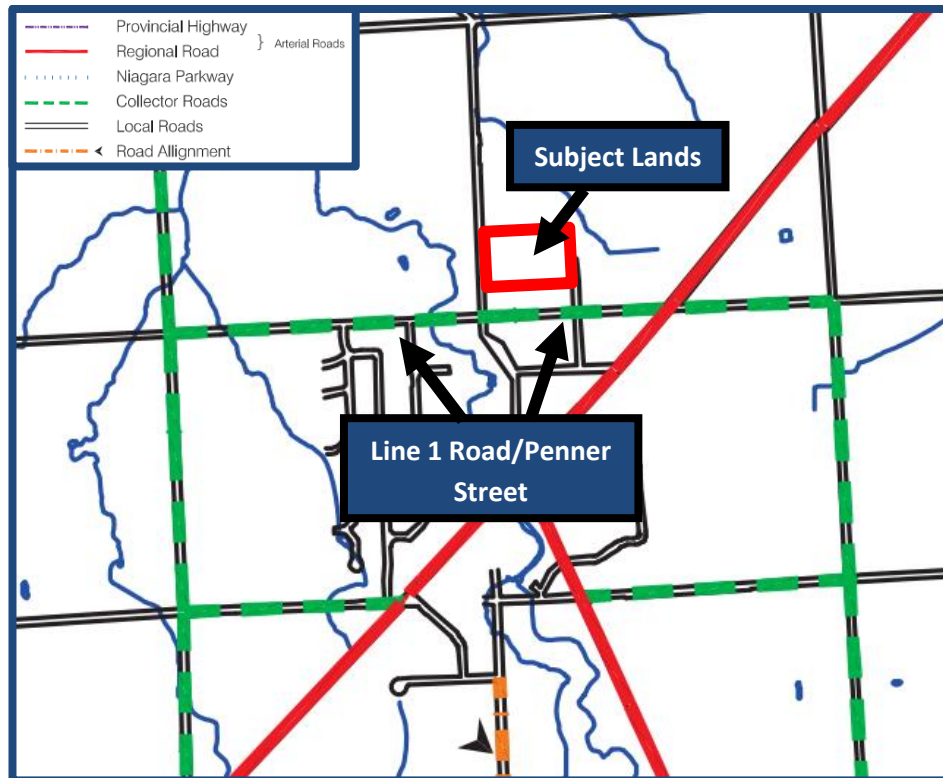 Provincial Highway
} Arterial Roads
Regional Road
Niagara Parkway
Collector Roads
Local Roads
Road Allignment
Subject Lands
Line 1 Road/Penner
Street